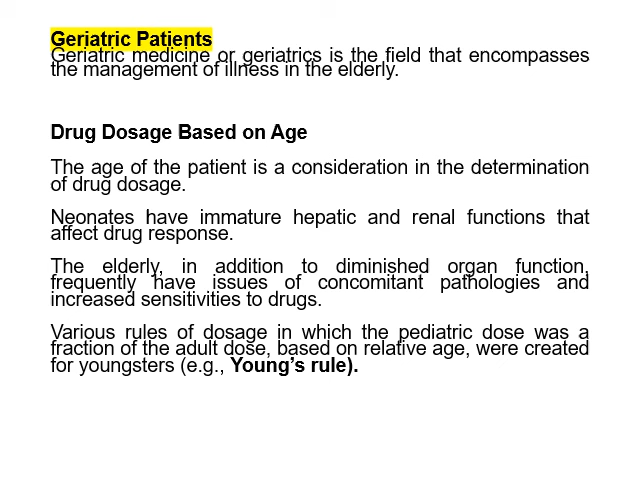 Geriatric Patients
Geriatric medicine or geriatrics is the field that encompasses
the management of illness in the elderly.
Drug Dosage Based on Age
The age of the patient is a consideration in the determination
of drug dosage.
Neonates have immature hepatic and renal functions that
affect drug response.
The elderly, in addition to diminished organ function,
frequently have issues of concomitant pathologies and
increased sensitivities to drugs.
Various rules of dosage in which the pediatric dose was a
fraction of the adult dose, based on relative age, were created
for youngsters (e.g., Young’s rule).